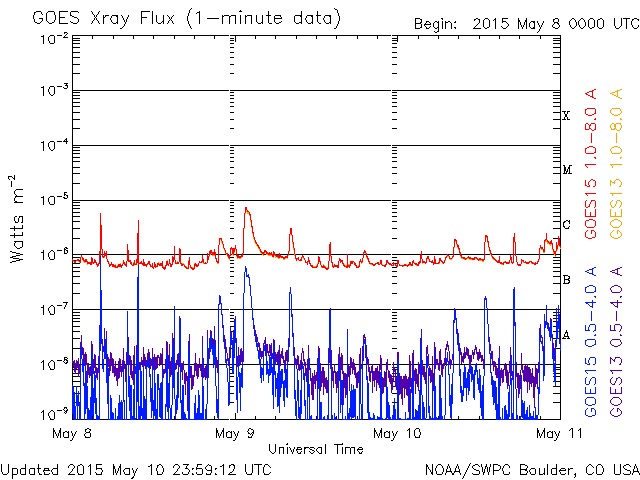 GOES Xray Flux (1-minute data)
Begin: 2015 May 8 0000 UTC
10⁻²
10⁻³
10⁻⁴
10⁻⁵
10⁻⁶
10⁻⁷
10⁻⁸
10⁻⁹
Watts m⁻²
X
M
C
B
A
GOES15 1.0-8.0 A
GOES13 1.0-8.0 A
GOES15 0.5-4.0 A
GOES13 0.5-4.0 A
May 8
May 9
May 10
May 11
Universal Time
Updated 2015 May 10 23:59:12 UTC
NOAA/SWPC Boulder, CO USA